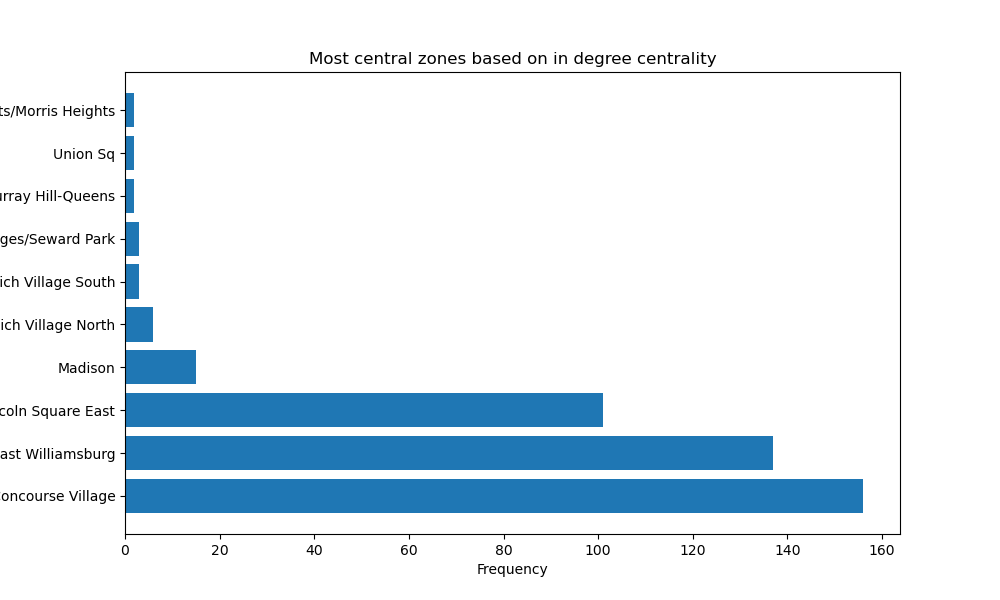 Most central zones based on in degree centrality
ts/Morris Heights
Union Sq
rray Hill-Queens
ges/Seward Park
ich Village South
ich Village North
Madison
coln Square East
ast Williamsburg
Concourse Village
0 20 40 60 80 100 120 140 160
Frequency